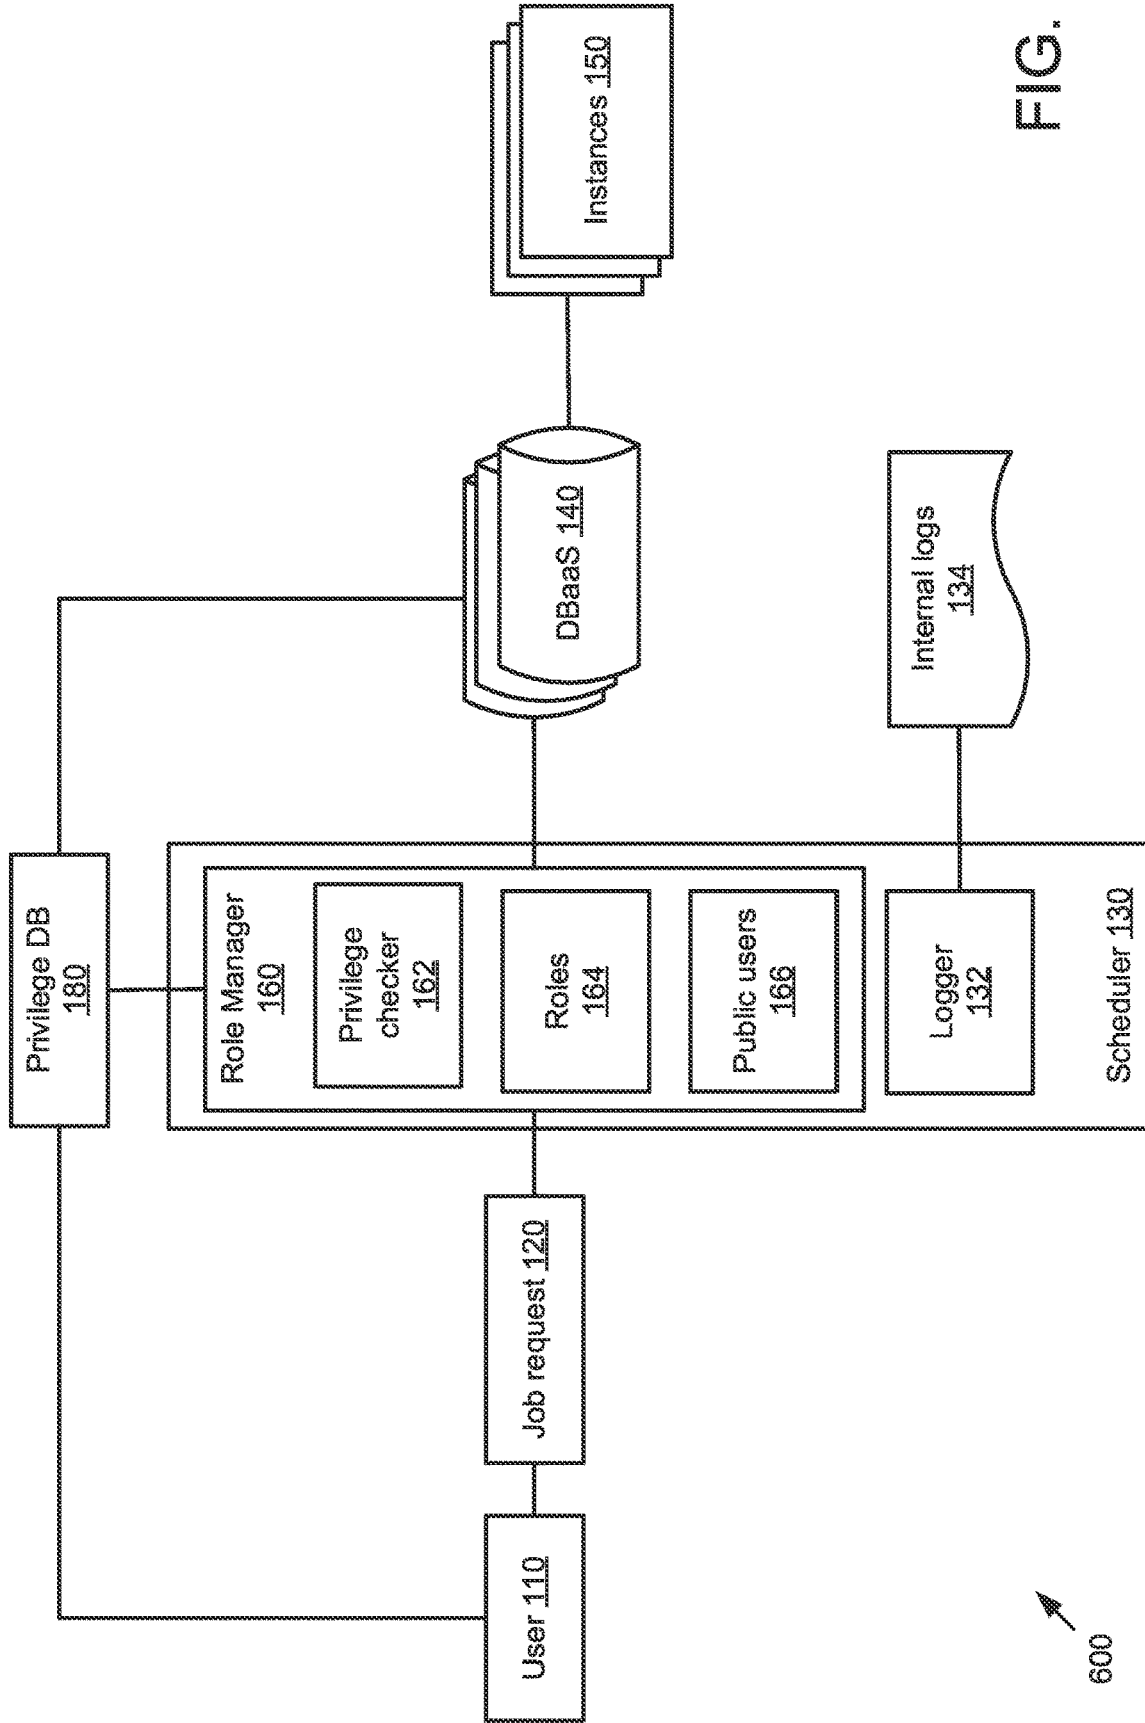 Privilege DB
180
Role Manager
160
Privilege
checker
162
Roles
164
Public users
166
Logger
132
Scheduler 130
User 110
Job request 120
DBaaS 140
Instances 150
Internal logs
134
600
FIG.